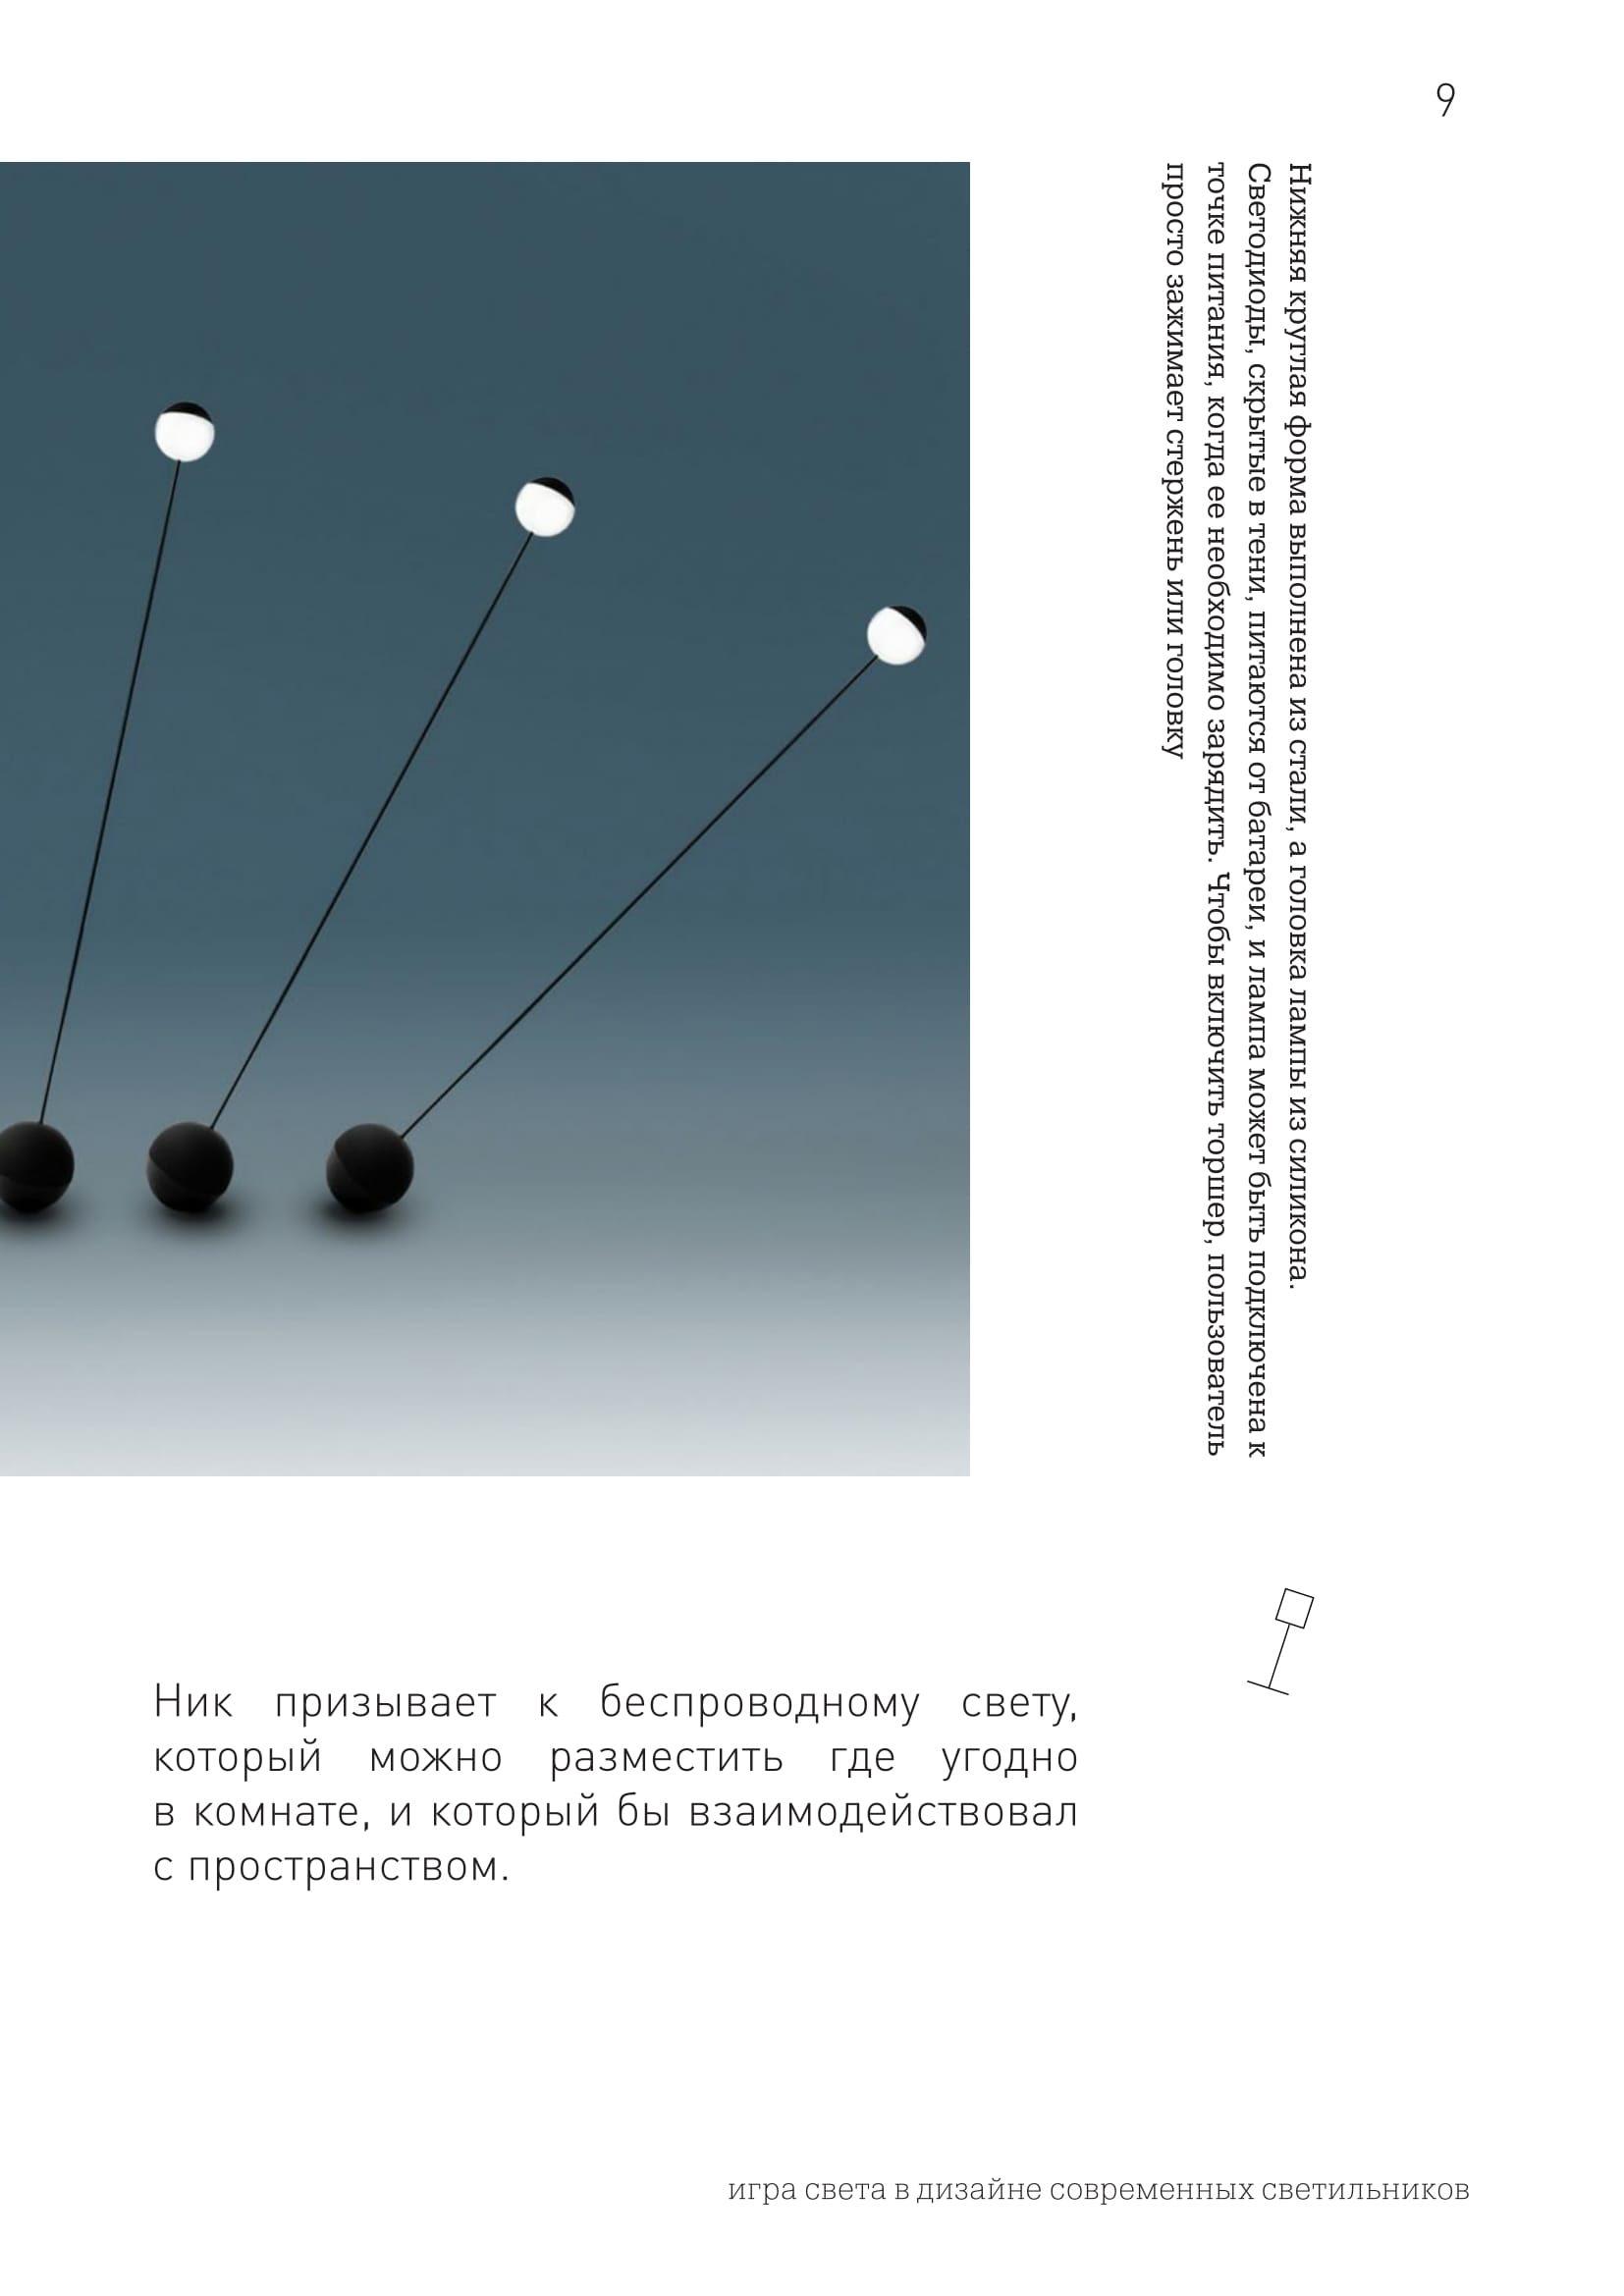 9
Нижняя круглая форма выполнена из стали, а головка лампы из силикона.
Светодиоды, скрытые в тени, питаются от батареи, и лампа может быть подключена к
точке питания, когда ее необходимо зарядить. Чтобы включить торшер, пользователь
просто зажимает стержень или головку
Ник призывает к беспроводному свету,
который можно разместить где угодно
в комнате, и который бы взаимодействовал
с пространством.
игра света в дизайне современных светильников